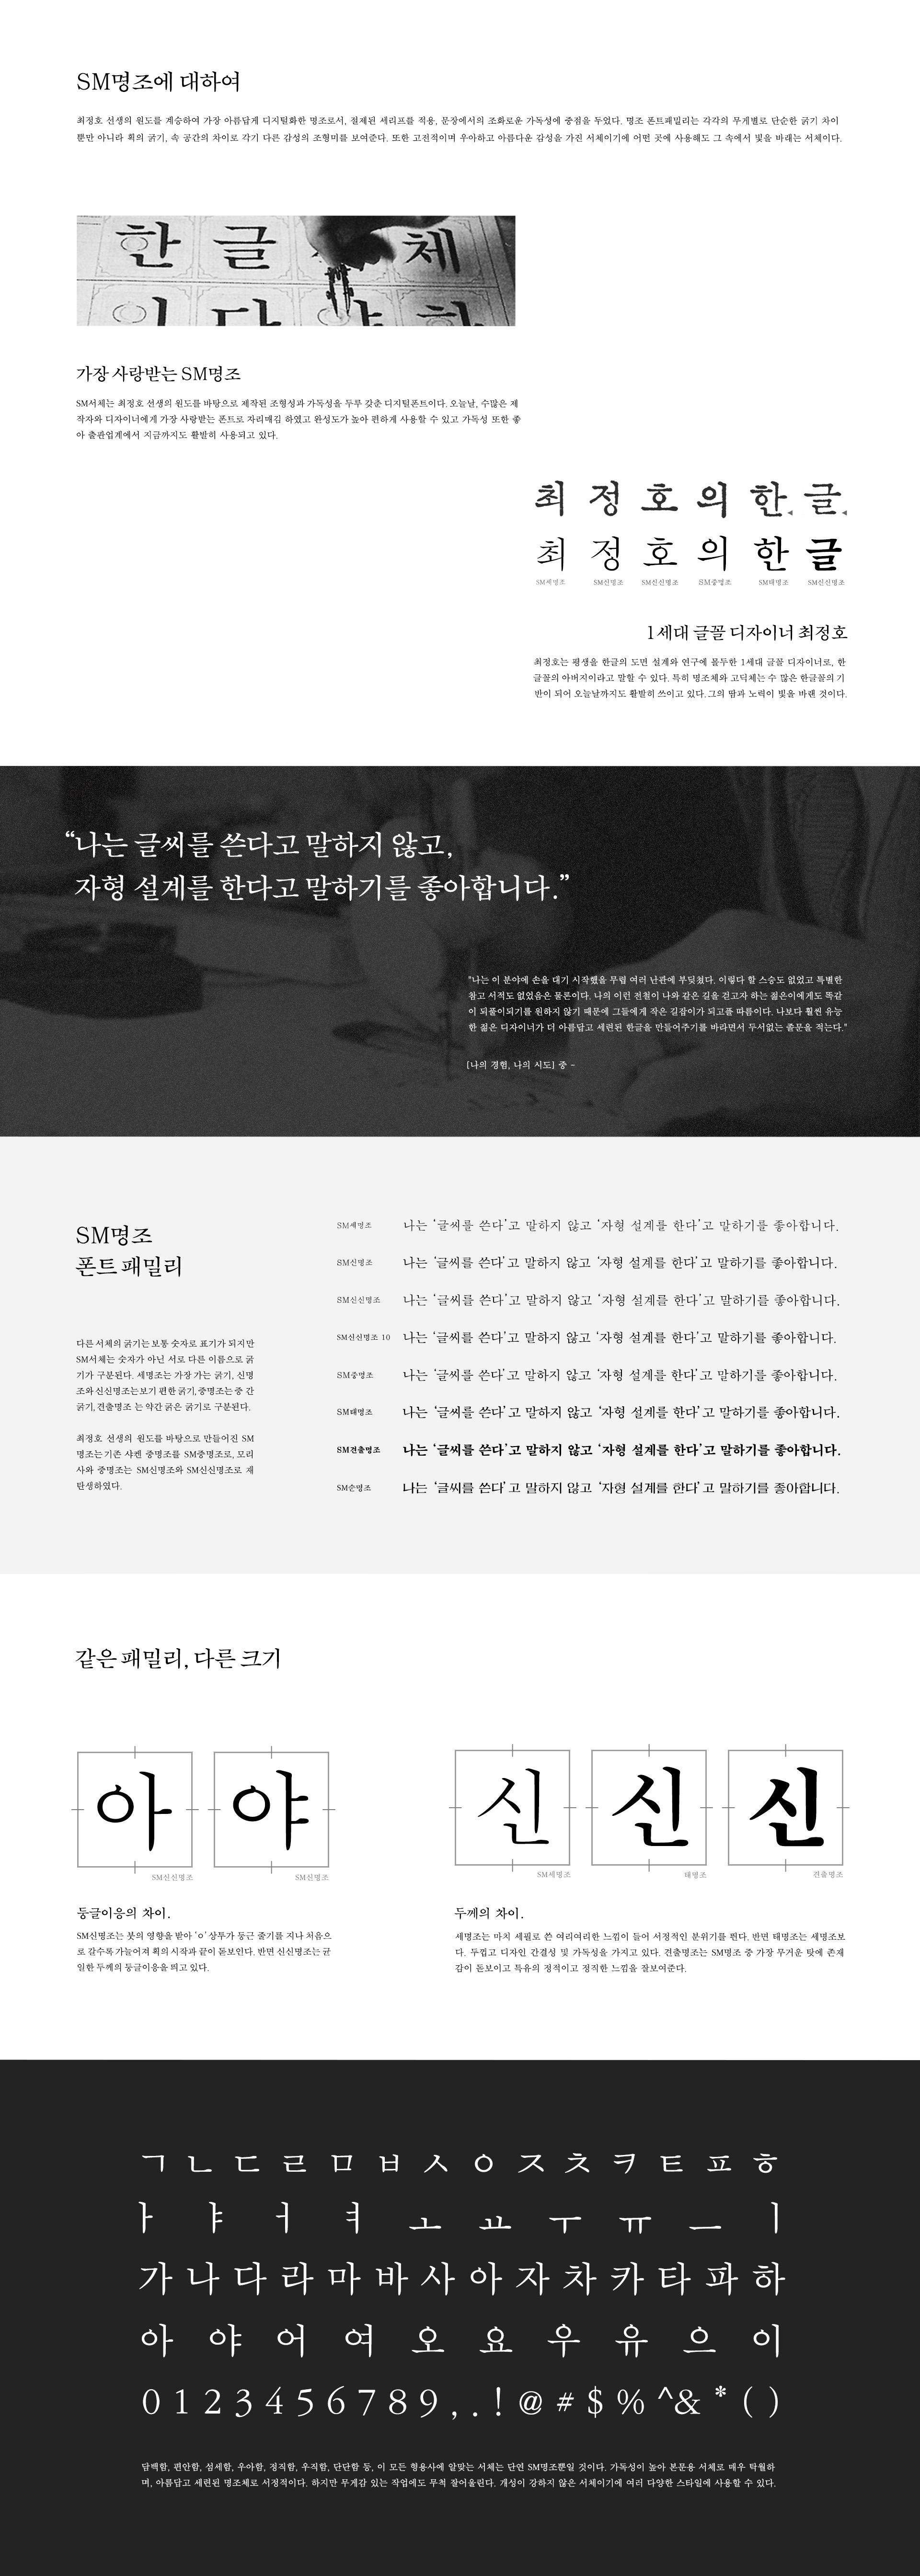 SM명조에 대하여
최정호 선생의 원도를 계승하여 가장 아름답게 디지털화한 명조로서, 절제된 세리프를 적용, 문장에서의 조화로운 가독성에 중점을 두었다. 명조 폰트패밀리는 각각의 무게별로 단순한 굵기 차이
뿐만 아니라 획의 굵기, 속 공간의 차이로 각기 다른 감성의 조형미를 보여준다. 또한 고전적이며 우아하고 아름다운 감성을 가진 서체이기에 어떤 곳에 사용해도 그 속에서 빛을 바래는 서체이다.
한 글 체
가장 사랑받는 SM명조
SM서체는 최정호 선생의 원도를 바탕으로 제작된 조형성과 가독성을 두루 갖춘 디지털폰트이다. 오늘날, 수많은 제
작자와 디자이너에게 가장 사랑받는 폰트로 자리매김 하였고 완성도가 높아 편하게 사용할 수 있고 가독성 또한 좋
아 출판업계에서 지금까지도 활발히 사용되고 있다.
최 정 호 의 한 글
최 정 호 의 한 글
SM세명조 SM신명조 SM신신명조 SM중명조 SM태명조 SM신신명조
1세대 글꼴 디자이너 최정호
최정호는 평생을 한글의 도면 설계와 연구에 몰두한 1세대 글꼴 디자이너로, 한
글꼴의 아버지이라고 말할 수 있다. 특히 명조체와 고딕체는 수 많은 한글꼴의 기
반이 되어 오늘날까지도 활발히 쓰이고 있다. 그의 땀과 노력이 빛을 바랜 것이다.
“나는 글씨를 쓴다고 말하지 않고,
자형 설계를 한다고 말하기를 좋아합니다.”
"나는 이 분야에 손을 대기 시작했을 무렵 여러 난관에 부딪쳤다. 이렇다 할 스승도 없었고 특별한
참고 서적도 없었음은 물론이다. 나의 이런 전철이 나와 같은 길을 걷고자 하는 젊은이에게도 똑같
이 되풀이되기를 원하지 않기 때문에 그들에게 작은 길잡이가 되고플 따름이다. 나보다 훨씬 유능
한 젊은 디자이너가 더 아름답고 세련된 한글을 만들어주기를 바라면서 두서없는 졸문을 적는다."
[나의 경험, 나의 시도] 중 -
SM명조
폰트 패밀리
다른 서체의 굵기는 보통 숫자로 표기가 되지만
SM서체는 숫자가 아닌 서로 다른 이름으로 굵
기가 구분된다. 세명조는 가장 가는 굵기, 신명
조와 신신명조는 보기 편한 굵기, 중명조는 중 간
굵기, 견출명조 는 약간 굵은 굵기로 구분된다.
최정호 선생의 원도를 바탕으로 만들어진 SM
명조는 기존 샤켄 중명조를 SM중명조로, 모리
사와 중명조는 SM신명조와 SM신신명조로 재
탄생하였다.
SM세명조 나는 ‘글씨를 쓴다’고 말하지 않고 ‘자형 설계를 한다’고 말하기를 좋아합니다.
SM신명조 나는 ‘글씨를 쓴다’고 말하지 않고 ‘자형 설계를 한다’고 말하기를 좋아합니다.
SM신신명조 나는 ‘글씨를 쓴다’고 말하지 않고 ‘자형 설계를 한다’고 말하기를 좋아합니다.
SM신신명조 10 나는 ‘글씨를 쓴다’고 말하지 않고 ‘자형 설계를 한다’고 말하기를 좋아합니다.
SM중명조 나는 ‘글씨를 쓴다’고 말하지 않고 ‘자형 설계를 한다’고 말하기를 좋아합니다.
SM태명조 나는 ‘글씨를 쓴다’고 말하지 않고 ‘자형 설계를 한다’고 말하기를 좋아합니다.
SM견출명조 나는 ‘글씨를 쓴다’고 말하지 않고 ‘자형 설계를 한다’고 말하기를 좋아합니다.
SM순명조 나는 ‘글씨를 쓴다’고 말하지 않고 ‘자형 설계를 한다’고 말하기를 좋아합니다.
같은 패밀리, 다른 크기
아 야
SM신신명조 SM신명조
둥글이응의 차이.
SM신명조는 붓의 영향을 받아 ‘ㅇ’ 상투가 둥근 줄기를 지나 처음으
로 갈수록 가늘어져 획의 시작과 끝이 돋보인다. 반면 신신명조는 균
일한 두께의 둥글이응을 띄고 있다.
신 신 신
SM세명조 태명조 견출명조
두께의 차이.
세명조는 마치 세필로 쓴 여리여리한 느낌이 들어 서정적인 분위기를 띈다. 반면 태명조는 세명조보
다. 두껍고 디자인 간결성 및 가독성을 가지고 있다. 견출명조는 SM명조 중 가장 무거운 탓에 존재
감이 돋보이고 특유의 정적이고 정직한 느낌을 잘보여준다.
ㄱ ㄴ ㄷ ㄹ ㅁ ㅂ ㅅ ㅇ ㅈ ㅊ ㅋ ㅌ ㅍ ㅎ
ㅏ ㅑ ㅓ ㅕ ㅗ ㅛ ㅜ ㅠ ㅡ ㅣ
가 나 다 라 마 바 사 아 자 차 카 타 파 하
아 야 어 여 오 요 우 유 으 이
0 1 2 3 4 5 6 7 8 9 , . ! @ # $ % ^ & * ( )
담백함, 편안함, 섬세함, 우아함, 정직함, 우직함, 단단함 등, 이 모든 형용사에 알맞는 서체는 단연 SM명조뿐일 것이다. 가독성이 높아 본문용 서체로 매우 탁월하
며, 아름답고 세련된 명조체로 서정적이다. 하지만 무게감 있는 작업에도 무척 잘어울린다. 개성이 강하지 않은 서체이기에 여러 다양한 스타일에 사용할 수 있다.